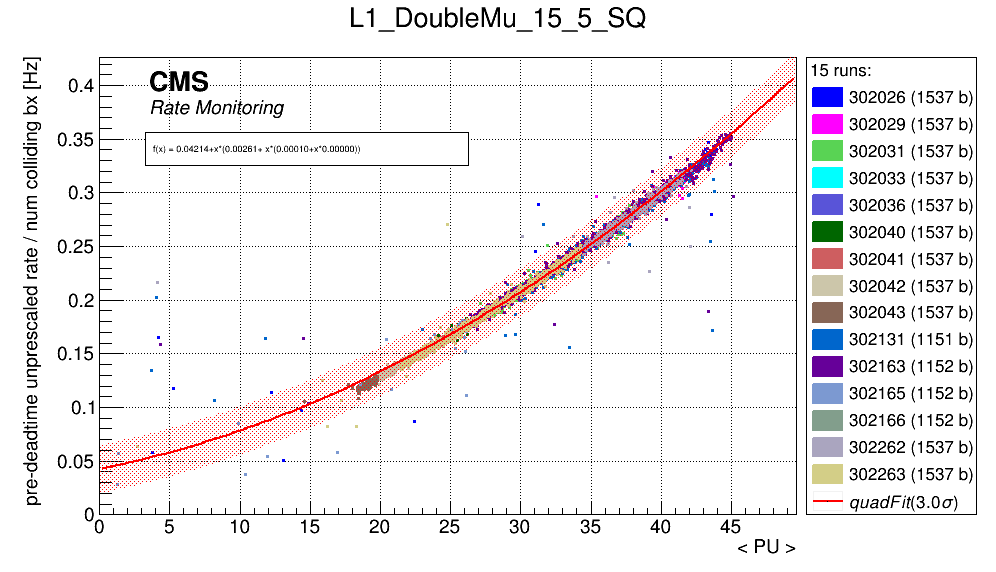 L1_DoubleMu_15_5_SQ
pre-deadtime unprescaled rate / num colliding bx [Hz]
CMS
Rate Monitoring
f(x) = 0.04214+x*(0.00261+ x*(0.00010+x*0.00000))
0.4
0.35
0.3
0.25
0.2
0.15
0.1
0.05
0
0 5 10 15 20 25 30 35 40 45
< PU >
15 runs:
302026 (1537 b)
302029 (1537 b)
302031 (1537 b)
302033 (1537 b)
302036 (1537 b)
302040 (1537 b)
302041 (1537 b)
302042 (1537 b)
302043 (1537 b)
302131 (1151 b)
302163 (1152 b)
302165 (1152 b)
302166 (1152 b)
302262 (1537 b)
302263 (1537 b)
quadFit(3.0σ)